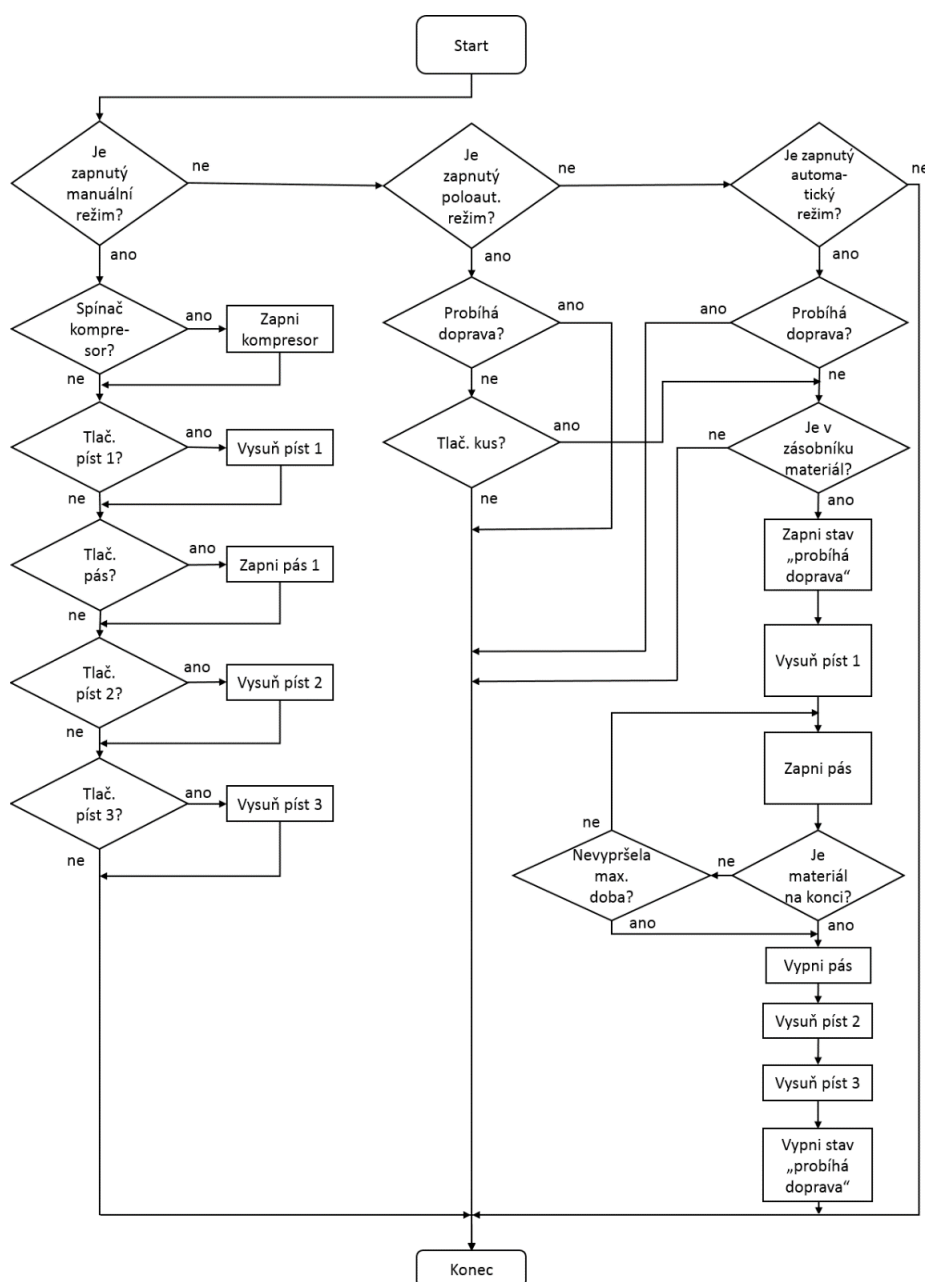 Start
Je
zapnutý
manuální
režim?
ne
ano
Je
zapnutý
poloaut.
režim?
ne
ano
Je zapnutý
automa-
tický
režim?
ne
ano
Spínač
kompre-
sor?
ano
ne
Zapni
kompresor
Probíhá
doprava?
ano
ne
ano
Probíhá
doprava?
ne
Tlač.
píst 1?
ano
ne
Vysuň píst 1
Tlač. kus?
ano
ne
ne
Je v
zásobníku
materiál?
ano
Tlač.
pás?
ano
ne
Zapni pás 1
Zapni stav
„probíhá
doprava“
Vysuň píst 1
Tlač.
píst 2?
ano
ne
Vysuň píst 2
Zapni pás
Tlač.
píst 3?
ano
ne
Vysuň píst 3
ne
Nevypršela
max.
doba?
ano
ne
Je
materiál
na konci?
ano
Vypni pás
Vysuň píst 2
Vysuň píst 3
Vypni stav
„probíhá
doprava“
Konec